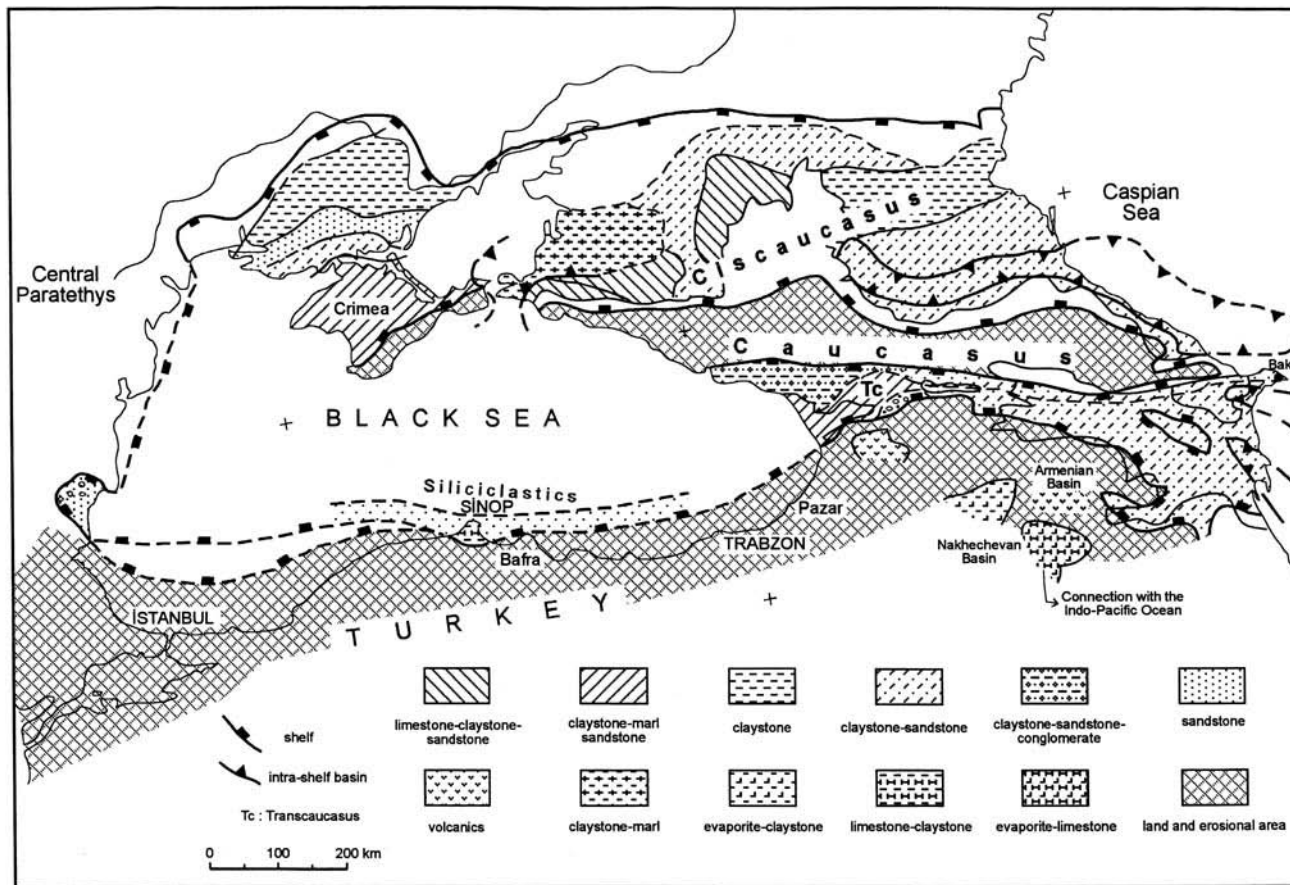 Central
Paratethys
Crimea
Ciscaucasus
Caspian
Sea
Caucasus
Bak
Tc
BLACK SEA
Siliciclastics
SİNOP
Bafra
Pazar
TRABZON
Armenian
Basin
Nakhechevan
Basin
Connection with the
Indo-Pacific Ocean
İSTANBUL
TURKEY
shelf
intra-shelf basin
Tc : Transcaucasus
0 100 200 km
limestone-claystone-
sandstone
claystone-marl
sandstone
claystone
claystone-sandstone
claystone-sandstone-
conglomerate
sandstone
volcanics
claystone-marl
evaporite-claystone
limestone-claystone
evaporite-limestone
land and erosional area